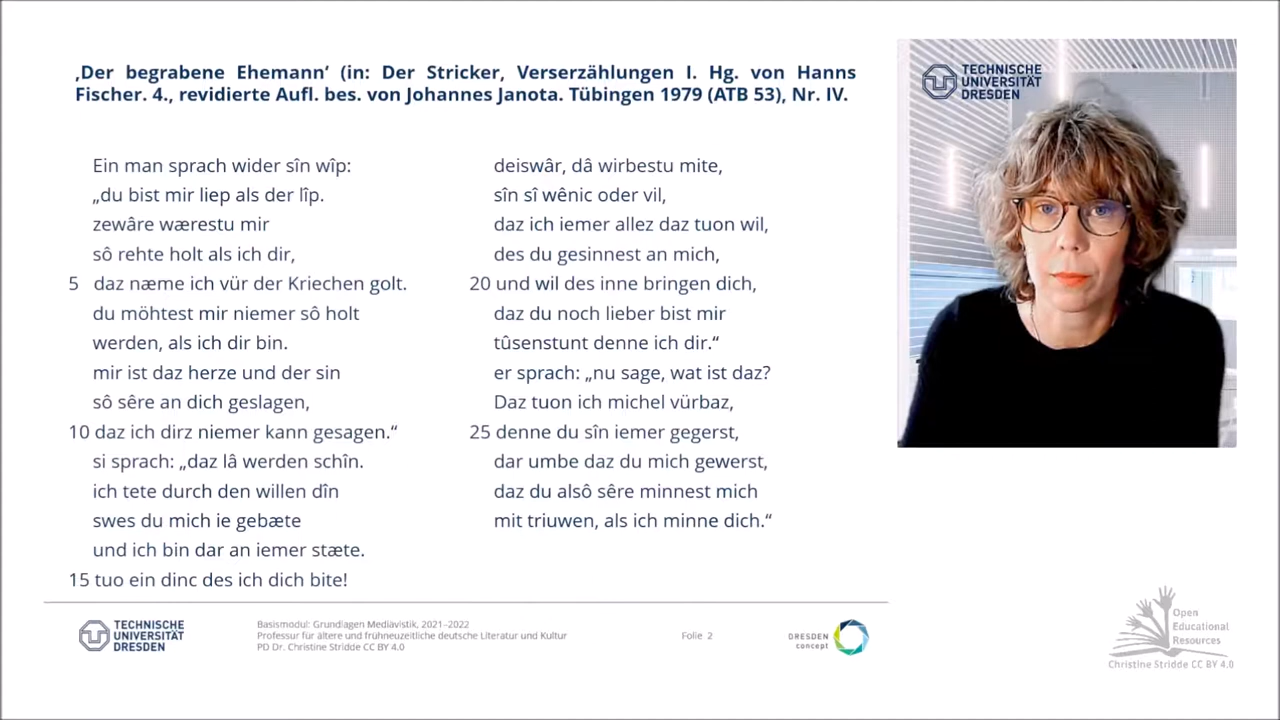 ‚Der begrabene Ehemann‘ (in: Der Stricker, Verserzählungen I. Hg. von Hanns
Fischer. 4., revidierte Aufl. bes. von Johannes Janota. Tübingen 1979 (ATB 53), Nr. IV.
Ein man sprach wider sîn wîp:
„du bist mir liep als der lîp.
zewâre wærestu mir
sô rehte holt als ich dir,
5 daz næme ich vür der Kriechen golt.
du möhtest mir niemer sô holt
werden, als ich dir bin.
mir ist daz herze und der sin
sô sêre an dich geslagen,
10 daz ich dirz niemer kann gesagen.“
si sprach: „daz lâ werden schîn.
ich tete durch den willen dîn
swes du mich ie gebæte
und ich bin dar an iemer stæte.
15 tuo ein dinc des ich dich bite!
deiswâr, dâ wirbestu mite,
sîn sî wênic oder vil,
daz ich iemer allez daz tuon wil,
des du gesinnest an mich,
20 und wil des inne bringen dich,
daz du noch lieber bist mir
tûsenstunt denne ich dir.“
er sprach: „nu sage, wat ist daz?
Daz tuon ich michel vürbaz,
25 denne du sîn iemer gegerst,
dar umbe daz du mich gewerst,
daz du alsô sêre minnest mich
mit triuwen, als ich minne dich.“
TECHNISCHE
UNIVERSITÄT
DRESDEN
TECHNISCHE
UNIVERSITÄT
DRESDEN
Basismodul: Grundlagen Mediävistik, 2021–2022
Professur für ältere und frühneuzeitliche deutsche Literatur und Kultur
PD Dr. Christine Stridde CC BY 4.0
Folie 2
DRESDEN
concept
Open
Educational
Resources
Christine Stridde CC BY 4.0